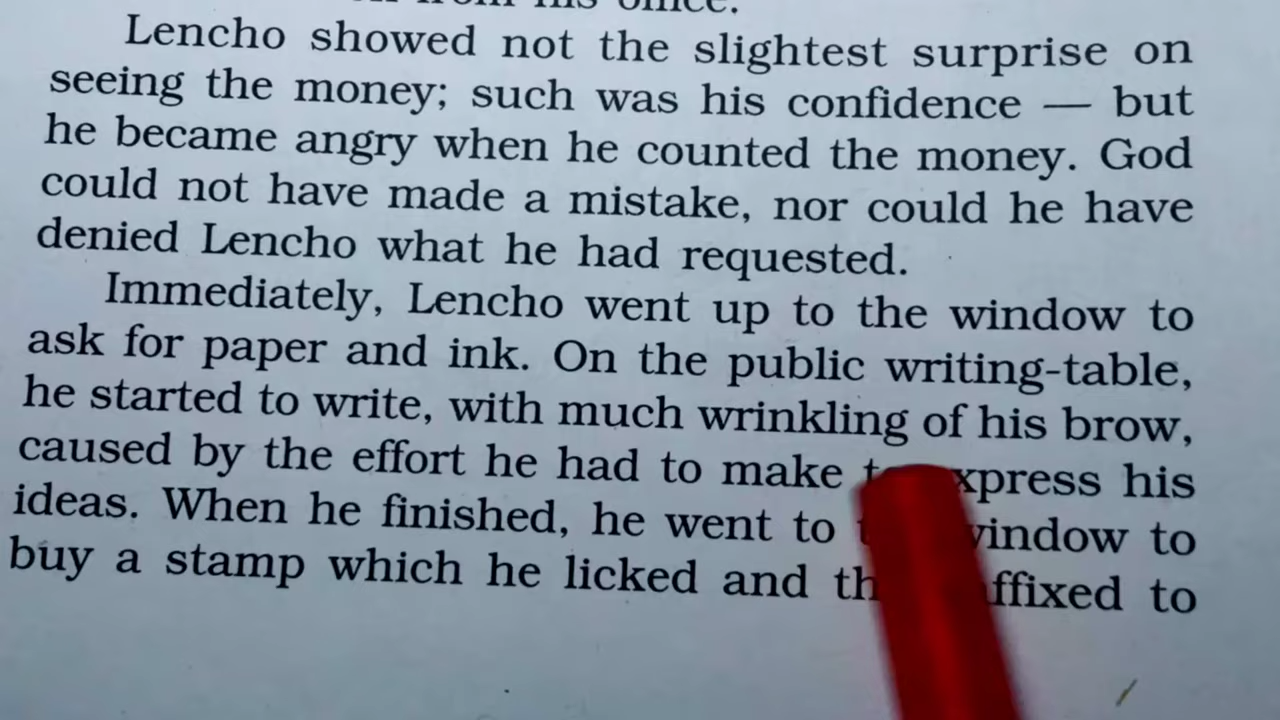 his office.
Lencho showed not the slightest surprise on
seeing the money; such was his confidence — but
he became angry when he counted the money. God
could not have made a mistake, nor could he have
denied Lencho what he had requested.
Immediately, Lencho went up to the window to
ask for paper and ink. On the public writing-table,
he started to write, with much wrinkling of his brow,
caused by the effort he had to make his
ideas. When he finished, he went to to
buy a stamp which he licked and to